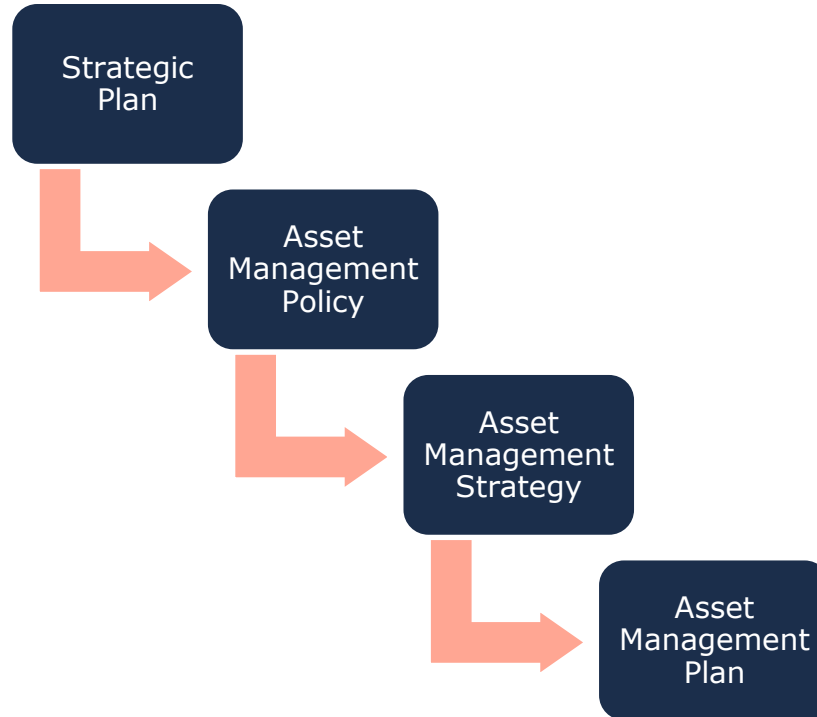 Strategic
Plan
Asset
Management
Policy
Asset
Management
Strategy
Asset
Management
Plan